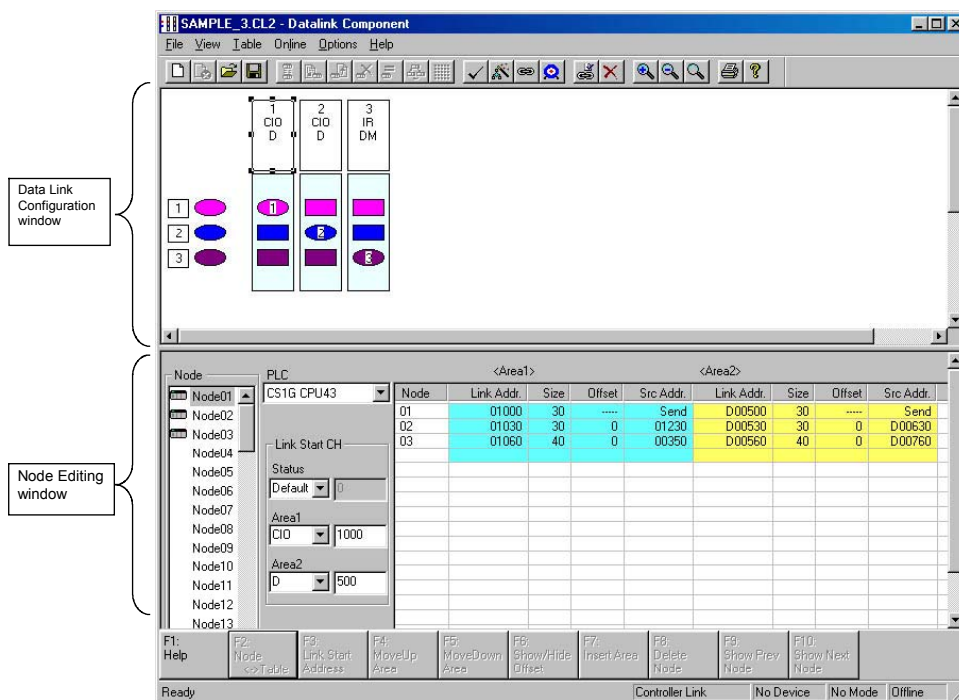 SAMPLE_3.CL2 - Datalink Component
File View Table Online Options Help
1 2 3
CIO CIO IR
D D DM
Data Link
Configuration
window
1 1
2 2
3 3
Node PLC <Area1> <Area2>
CS1G CPU43
Node Link Addr. Size Offset Src Addr. Link Addr. Size Offset Src Addr.
01 01000 30 ----- Send D00500 30 ----- Send
02 01030 30 0 01230 D00530 30 0 D00630
03 01060 40 0 00350 D00560 40 0 D00760
Node01
Node02
Node03
Node04
Node05
Node06
Node07
Node08
Node09
Node10
Node11
Node12
Node13
Link Start CH
Status
Default 0
Area1
CIO 1000
Area2
D 500
Node Editing
window
F1: F2: F3: F4: F5: F6: F7: F8: F9: F10:
Help Node Link Start MoveUp MoveDown Show/Hide Insert Area Delete Show Prev Show Next
<>Table Address Area Area Offset Node Node Node
Ready Controller Link No Device No Mode Offline